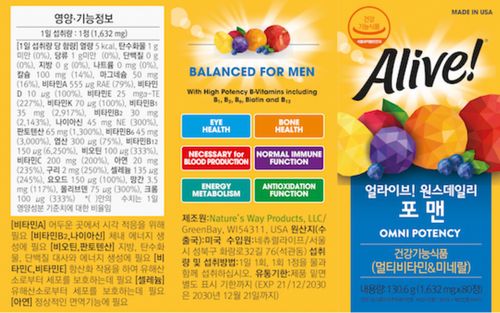 영양·기능정보
1일 섭취량 : 1정 (1,632 mg)
[1일 섭취량 당 함량] 열량 5 kcal, 탄수화물 1 g
미만 (0%), 당류 1 g미만 (0%), 단백질 0 g
(0%), 지방 0 g (0%), 나트륨 0 mg (0%),
칼슘 100 mg (14%), 마그네슘 50 mg
(16%), 비타민A 555 μg RAE (79%), 비타민
D 10 μg (100%), 비타민E 25 mgα-TE
(227%), 비타민K 70 μg (100%), 비타민B1
35 mg (2,917%), 비타민B2 30 mg
(2,143%), 나이아신 45 mg NE (300%),
판토텐산 65 mg (1,300%), 비타민B6 45 mg
(3,000%), 엽산 300 μg (75%), 비타민B12
150 μg (6,250%), 비오틴 100 μg (333%),
비타민C 200 mg (200%), 아연 20 mg
(235%), 구리 2 mg (250%), 셀레늄 135 μg
(245%), 요오드 150 μg (100%), 망간 3.5
mg (117%), 몰리브덴 75 μg (300%), 크롬
100 μg (333%) *( )안의 수치는 1일
영양성분 기준치에 대한 비율임
[비타민A] 어두운 곳에서 시각 적응을 위해
필요 [비타민B2,나이아신] 체내 에너지 생
성에 필요 [비오틴,판토텐산] 지방, 탄수화
물, 단백질 대사와 에너지 생성에 필요 [비
타민C,비타민E] 항산화 작용을 하여 유해산
소로부터 세포를 보호하는데 필요 [셀레늄]
유해산소로부터 세포를 보호하는데 필요
[아연] 정상적인 면역기능에 필요
BALANCED FOR MEN
With High Potency B-Vitamins including
B1, B2, B6, Biotin and B12
EYE
HEALTH
BONE
HEALTH
NECESSARY for
BLOOD PRODUCTION
NORMAL IMMUNE
FUNCTION
ENERGY
METABOLISM
ANTIOXIDATION
FUNCTION
제조원:Nature's Way Products, LLC/
GreenBay, WI54311, USA 원산지(수
출국):미국 수입원:네츄럴라이프/서울
시 성북구 화랑로32길 76(석관동) 섭취
량 및 섭취방법:1일 1회, 1회 1정을 물과
함께 섭취하십시오. 유통기한:제품 밑면
별도 표시 기한까지 (EXP 21/12/2030
은 2030년 12월 21일까지)
건강
기능식품
MADE IN USA
Alive!
얼라이브! 원스데일리
포 맨
OMNI POTENCY
건강기능식품
(멀티비타민&미네랄)
내용량: 130.6 g (1,632 mg×80정)